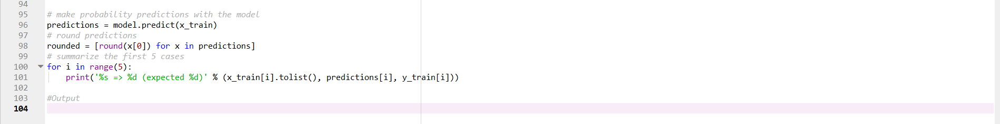 94
95 # make probability predictions with the model
96 predictions = model.predict(x_train)
97 # round predictions
98 rounded = [round(x[0]) for x in predictions]
99 # summarize the first 5 cases
100 for i in range(5):
101     print('%s => %d (expected %d)' % (x_train[i].tolist(), predictions[i], y_train[i]))
102
103 #Output
104